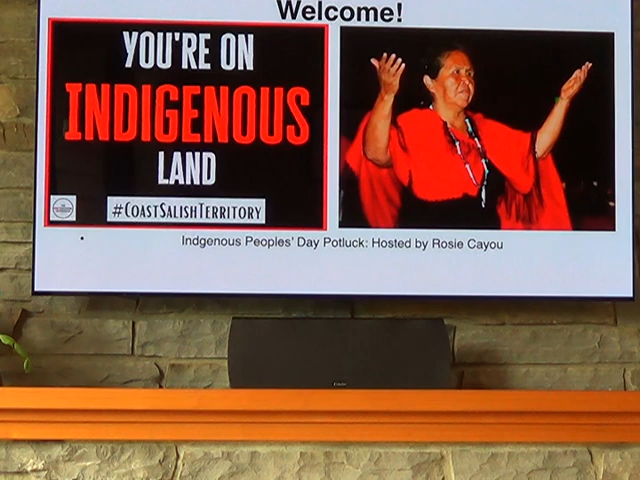 Welcome!
YOU'RE ON
INDIGENOUS
LAND
#COASTSALISHTERRITORY
Indgenous Peoples' Day Potluck: Hosted by Rosie Cayou